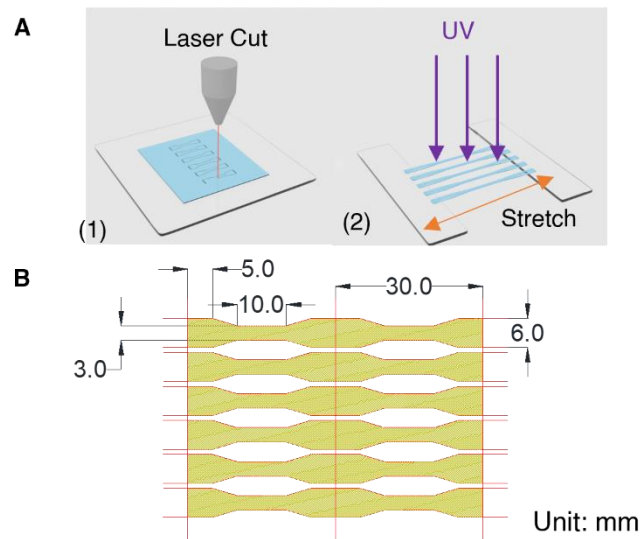 A
Laser Cut
(1)
UV
Stretch
(2)
B
5.0
30.0
10.0
3.0
6.0
Unit: mm